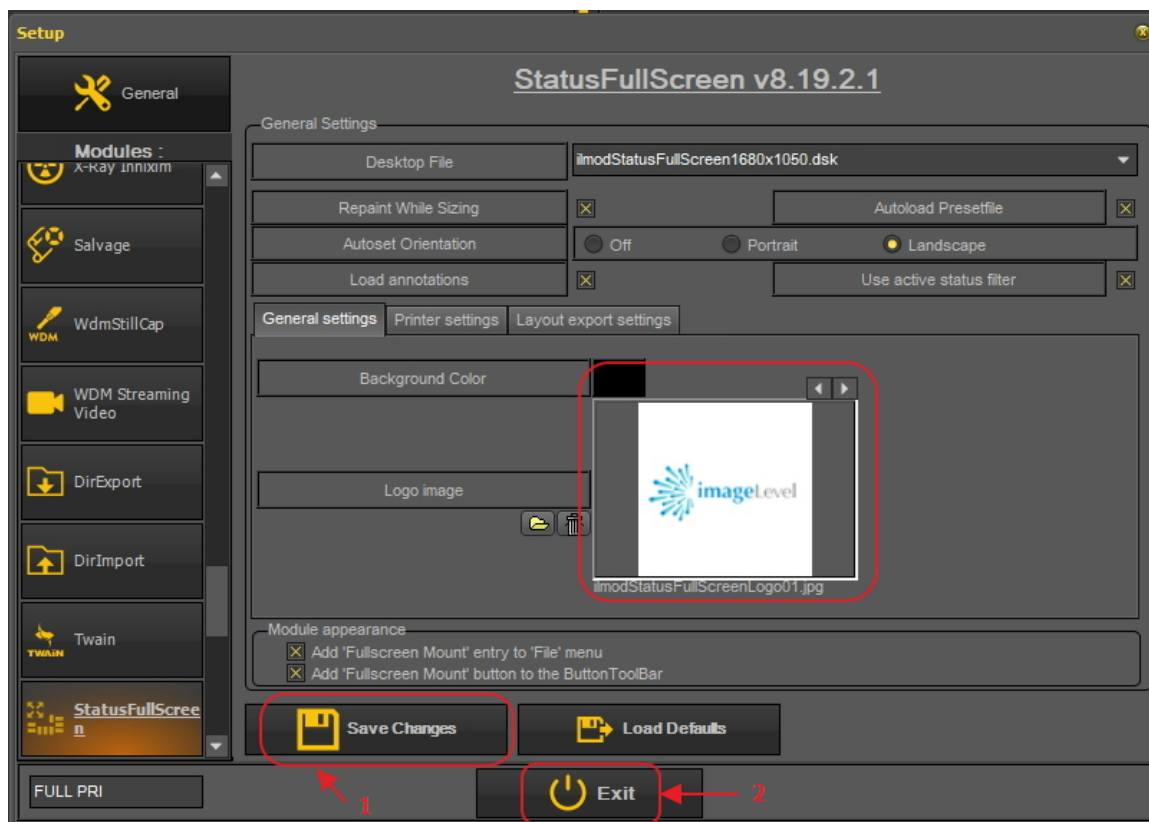 Setup
General
StatusFullScreen v8.19.2.1
General Settings
Modules :
X-Ray Innixim
Desktop File
ilmodStatusFullScreen1680x1050.dsk
Repaint While Sizing
Autoload Presetfile
Salvage
Autoset Orientation
Off
Portrait
Landscape
Load annotations
Use active status filter
WDM
WdmStillCap
General settings
Printer settings
Layout export settings
Background Color
WDM Streaming
Video
DirExport
Logo image
imageLevel
ilmodStatusFullScreenLogo01.jpg
DirImport
TWAIN
Twain
Module appearance
Add 'Fullscreen Mount' entry to 'File' menu
Add 'Fullscreen Mount' button to the ButtonToolBar
StatusFullScree
n
Save Changes
Load Defaults
FULL PRI
1
Exit
2